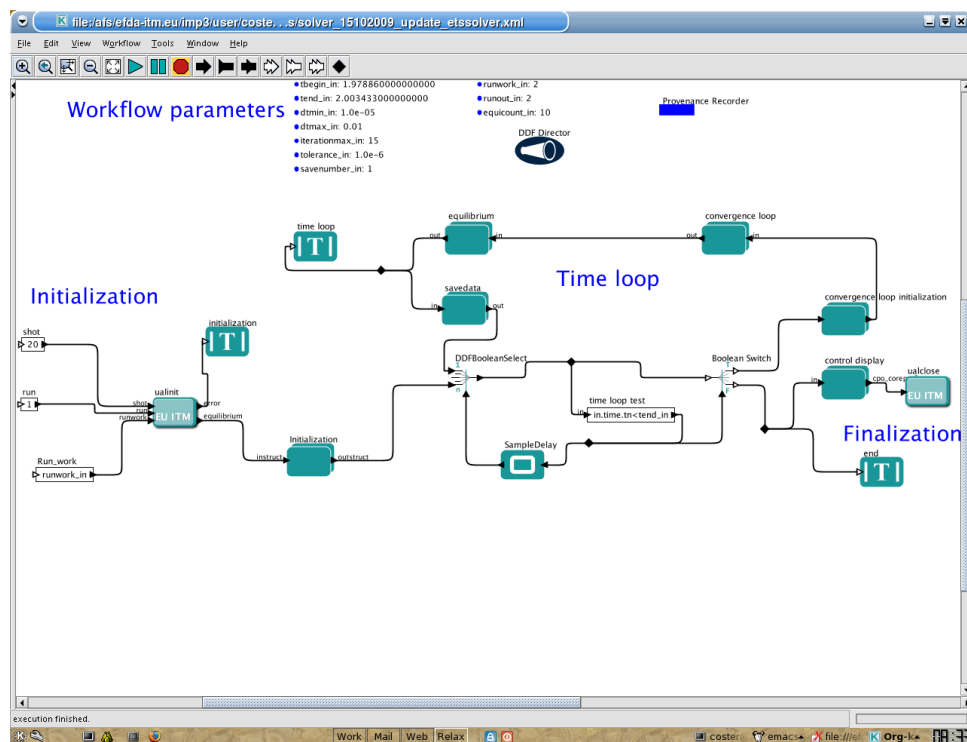 file:/afs/efda-itm.eu/imp3/user/coste...s/solver_15102009_update_etssolver.xml
File Edit View Workflow Tools Window Help
Workflow parameters
tbegin_in: 1.978860000000000
tend_in: 2.003433000000000
dtmin_in: 1.0e-05
dtmax_in: 0.01
iterationmax_in: 15
tolerance_in: 1.0e-6
savenumber_in: 1
runwork_in: 2
runout_in: 2
equicount_in: 10
Provenance Recorder
DDF Director
time loop
T
equilibrium
out
in
convergence loop
out
in
Time loop
savedata
in
out
convergence loop initialization
Initialization
shot
20
initialization
T
run
1
ualinit
shot
run
runwork
EU ITM
error
equilibrium
Run_work
runwork_in
Initialization
instruct
outstruct
DDFBooleanSelect
T
Boolean Switch
T
F
time loop test
in
in.time.tn<tend_in
SampleDelay
control display
in
ualclose
EU ITM
Finalization
end
T
execution finished.
Work Mail Web Relax
coster
emacs
file:///ef
Org-k